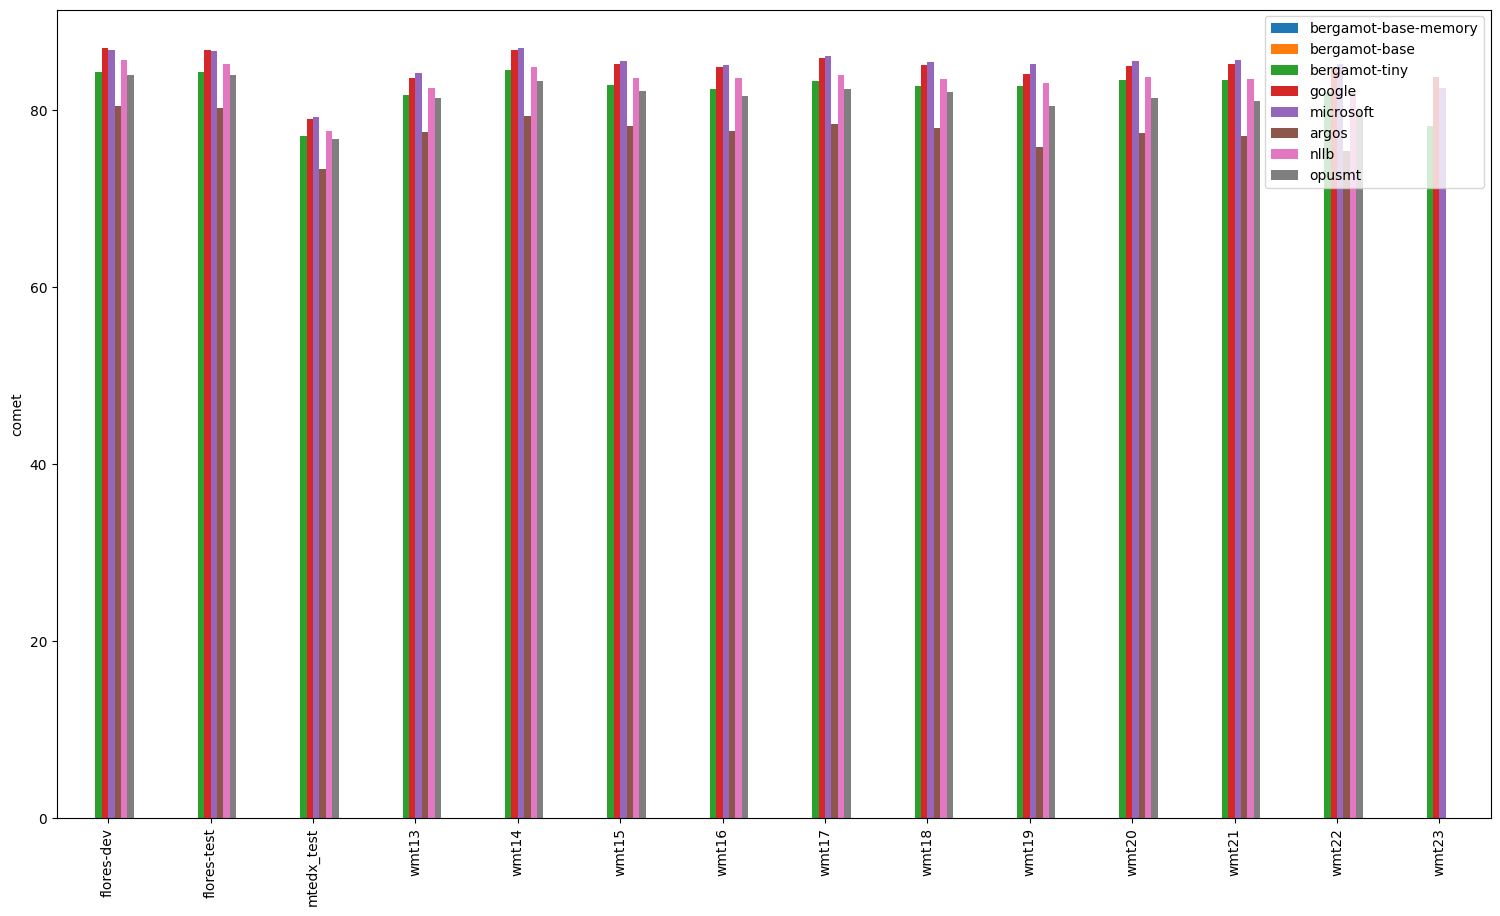 bergamot-base-memory
bergamot-base
bergamot-tiny
google
microsoft
argos
nllb
opusmt
80
60
40
20
0
comet
flores-dev
flores-test
mtedx_test
wmt13
wmt14
wmt15
wmt16
wmt17
wmt18
wmt19
wmt20
wmt21
wmt22
wmt23